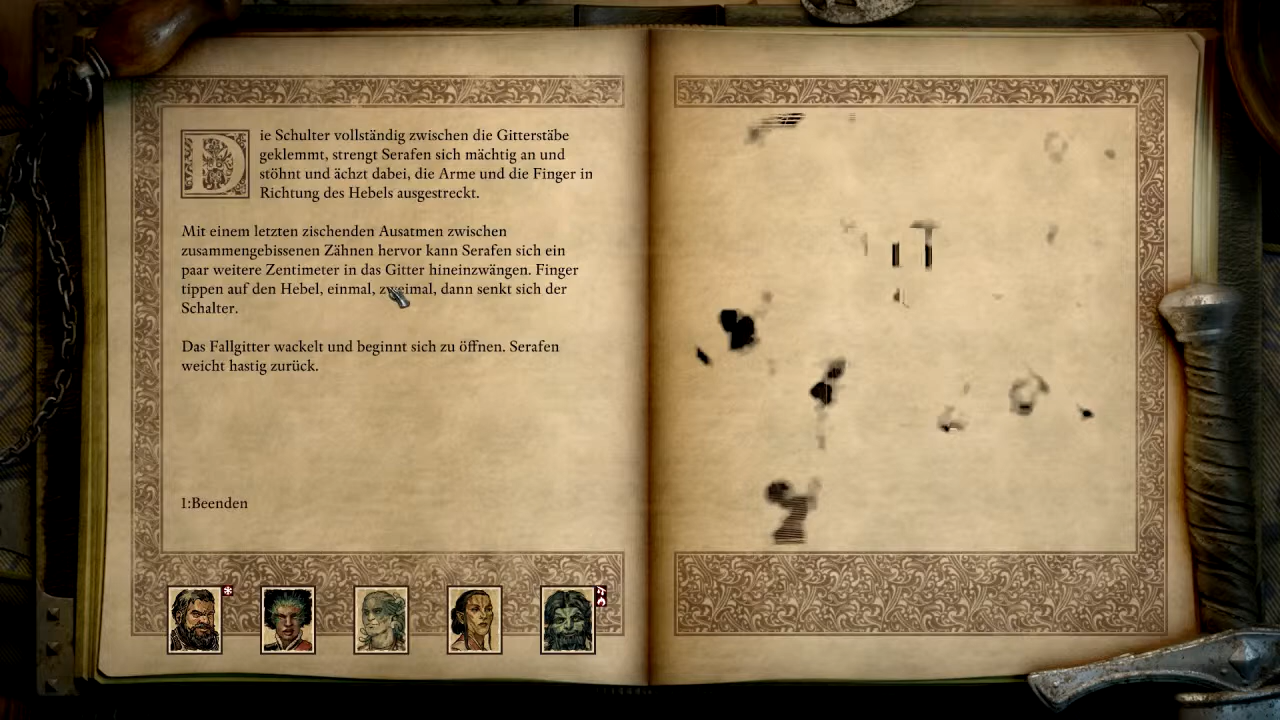 Die Schulter vollständig zwischen die Gitterstäbe
geklemmt, strengt Serafen sich mächtig an und
stöhnt und ächzt dabei, die Arme und die Finger in
Richtung des Hebels ausgestreckt.
Mit einem letzten zischenden Ausatmen zwischen
zusammengebissenen Zähnen hervor kann Serafen sich ein
paar weitere Zentimeter in das Gitter hineinzwängen. Finger
tippen auf den Hebel, einmal, zweimal, dann senkt sich der
Schalter.
Das Fallgitter wackelt und beginnt sich zu öffnen. Serafen
weicht hastig zurück.
1:Beenden